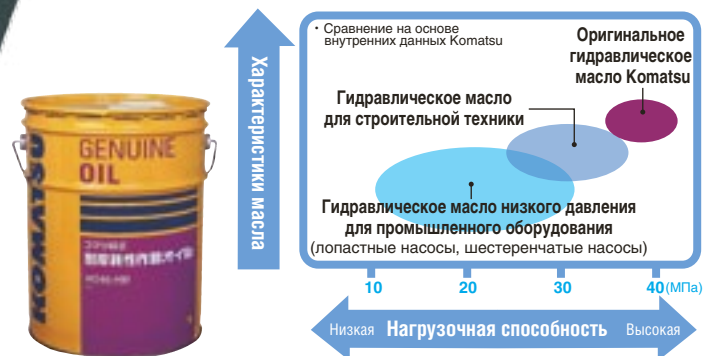 KOMATSU
GENUINE
OIL
Характеристики масла
· Сравнение на основе
внутренних данных Komatsu
Оригинальное
гидравлическое
масло Komatsu
Гидравлическое масло
для строительной техники
Гидравлическое масло низкого давления
для промышленного оборудования
(лопастные насосы, шестеренчатые насосы)
10 20 30 40 (МПа)
Низкая Нагрузочная способность Высокая